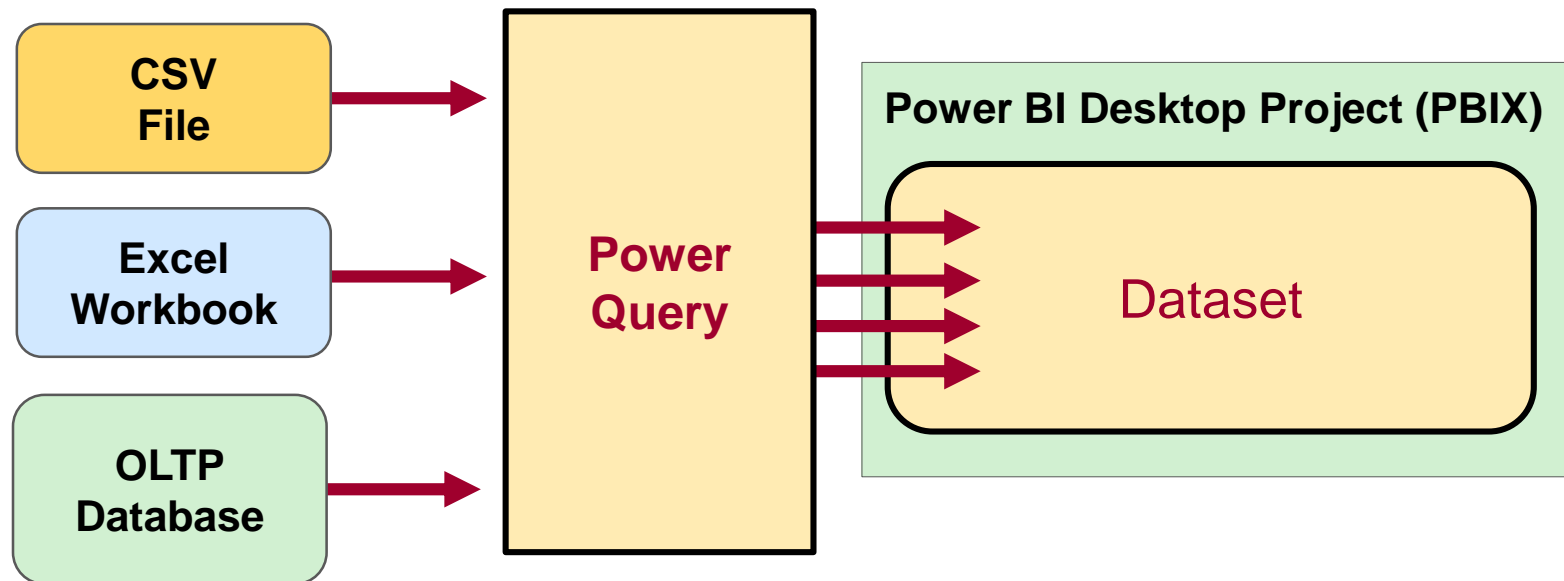 CSV
File
Excel
Workbook
OLTP
Database
Power
Query
Power BI Desktop Project (PBIX)
Dataset